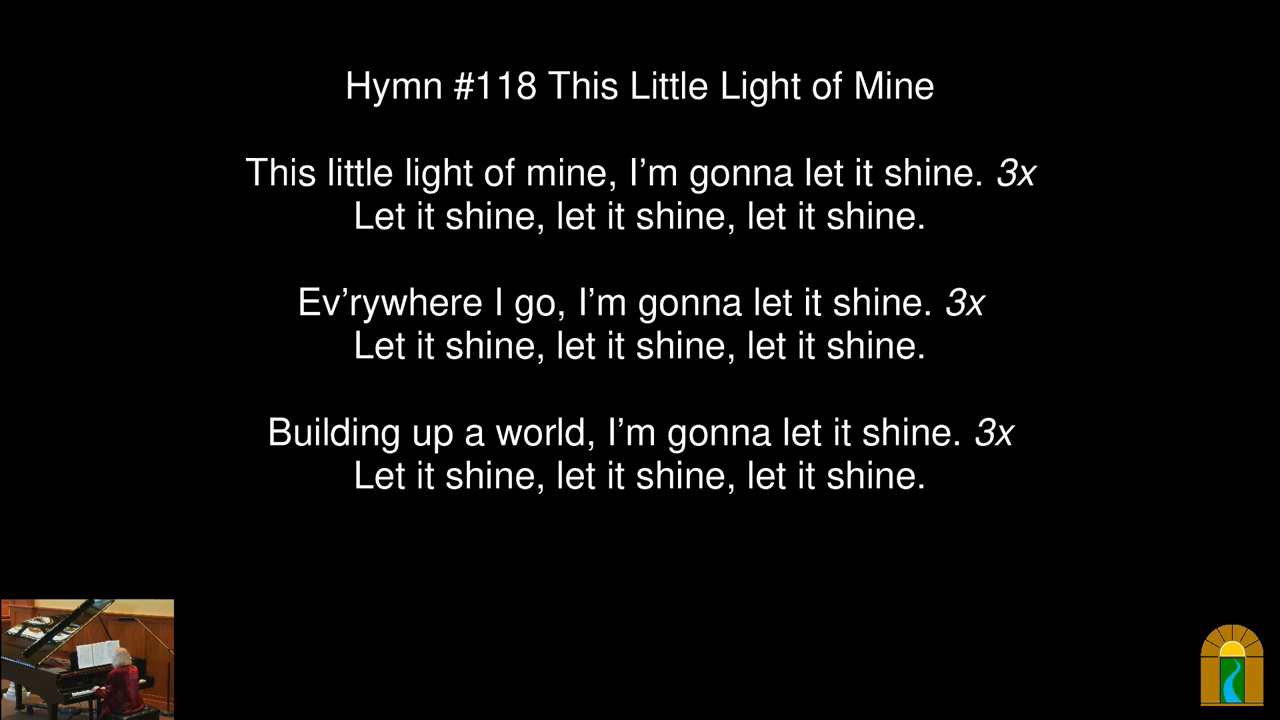 Hymn #118 This Little Light of Mine
This little light of mine, I’m gonna let it shine. 3x
Let it shine, let it shine, let it shine.
Ev’rywhere I go, I’m gonna let it shine. 3x
Let it shine, let it shine, let it shine.
Building up a world, I’m gonna let it shine. 3x
Let it shine, let it shine, let it shine.